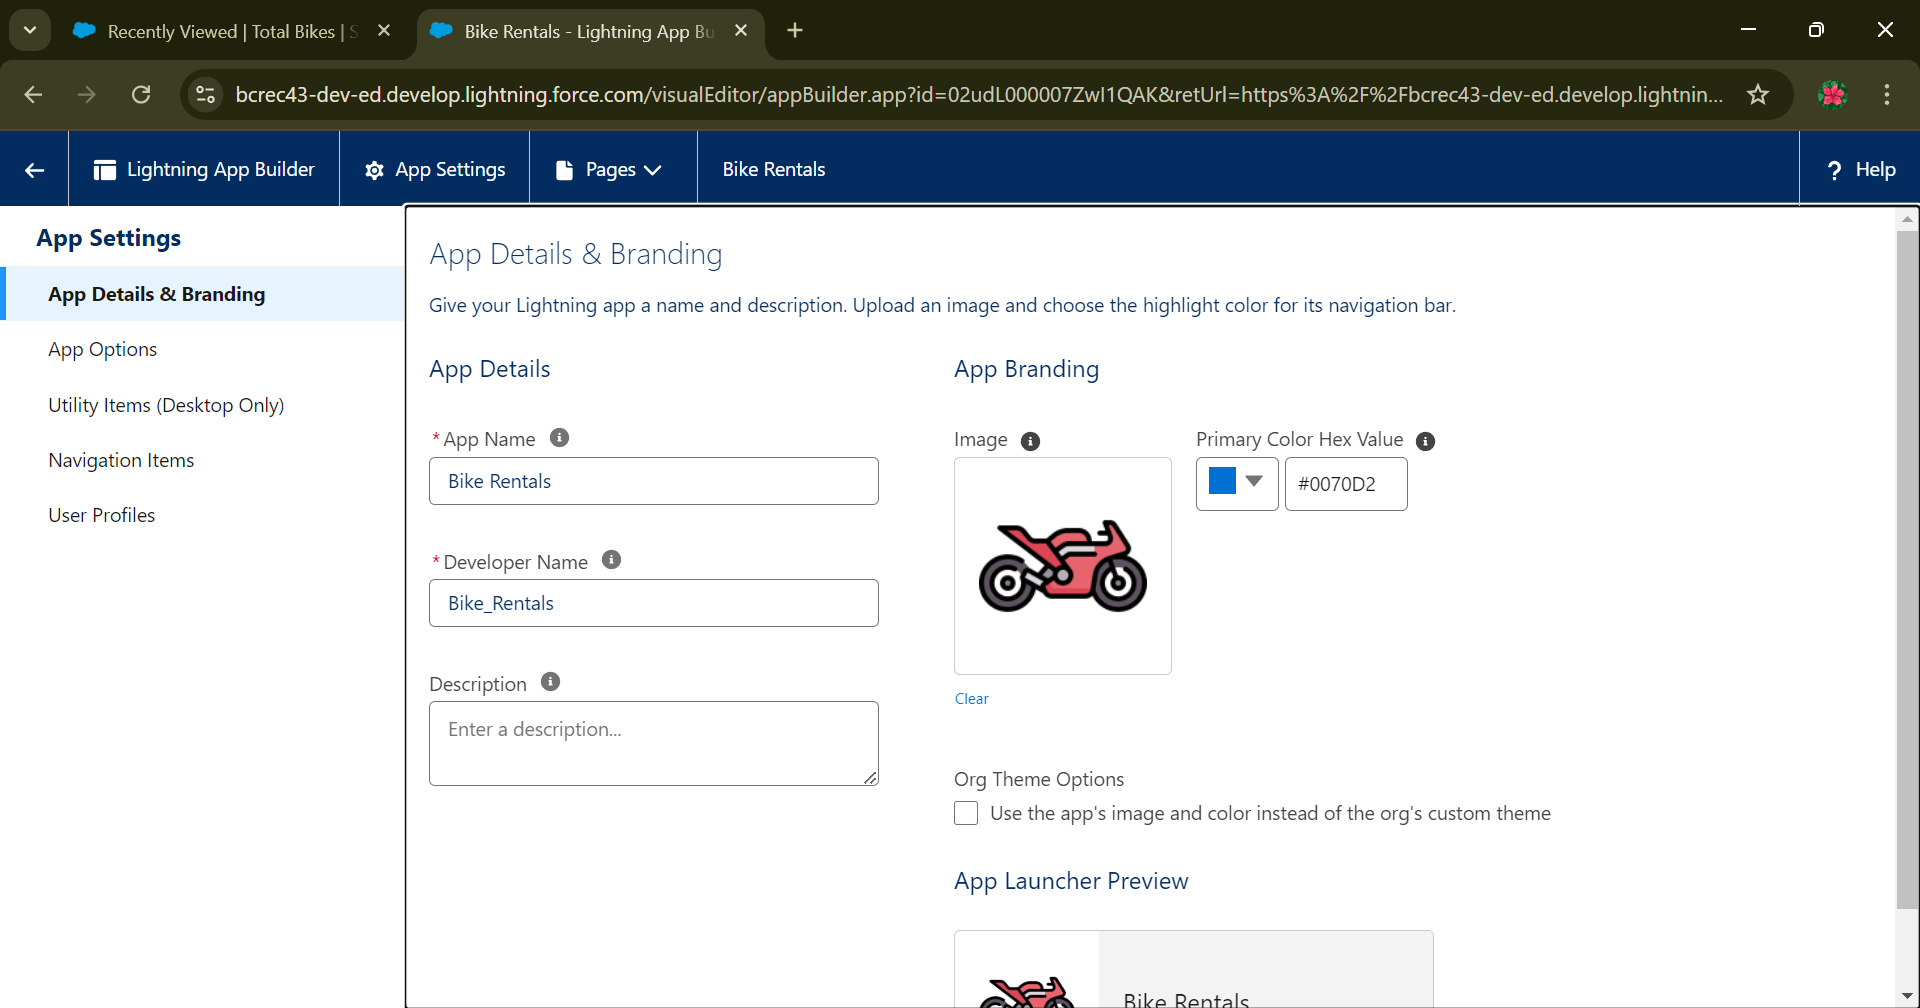 Recently Viewed | Total Bikes | S
Bike Rentals - Lightning App Bu
bcrec43-dev-ed.develop.lightning.force.com/visualEditor/appBuilder.app?id=02udL000007ZwI1QAK&retUrl=https%3A%2F%2Fbcrec43-dev-ed.develop.lightnin...
Lightning App Builder
App Settings
Pages
Bike Rentals
? Help
App Settings
App Details & Branding
App Options
Utility Items (Desktop Only)
Navigation Items
User Profiles
App Details & Branding
Give your Lightning app a name and description. Upload an image and choose the highlight color for its navigation bar.
App Details
*App Name
Bike Rentals
*Developer Name
Bike_Rentals
Description
Enter a description...
App Branding
Image
Primary Color Hex Value
#0070D2
Clear
Org Theme Options
Use the app's image and color instead of the org's custom theme
App Launcher Preview
Bike Rentals